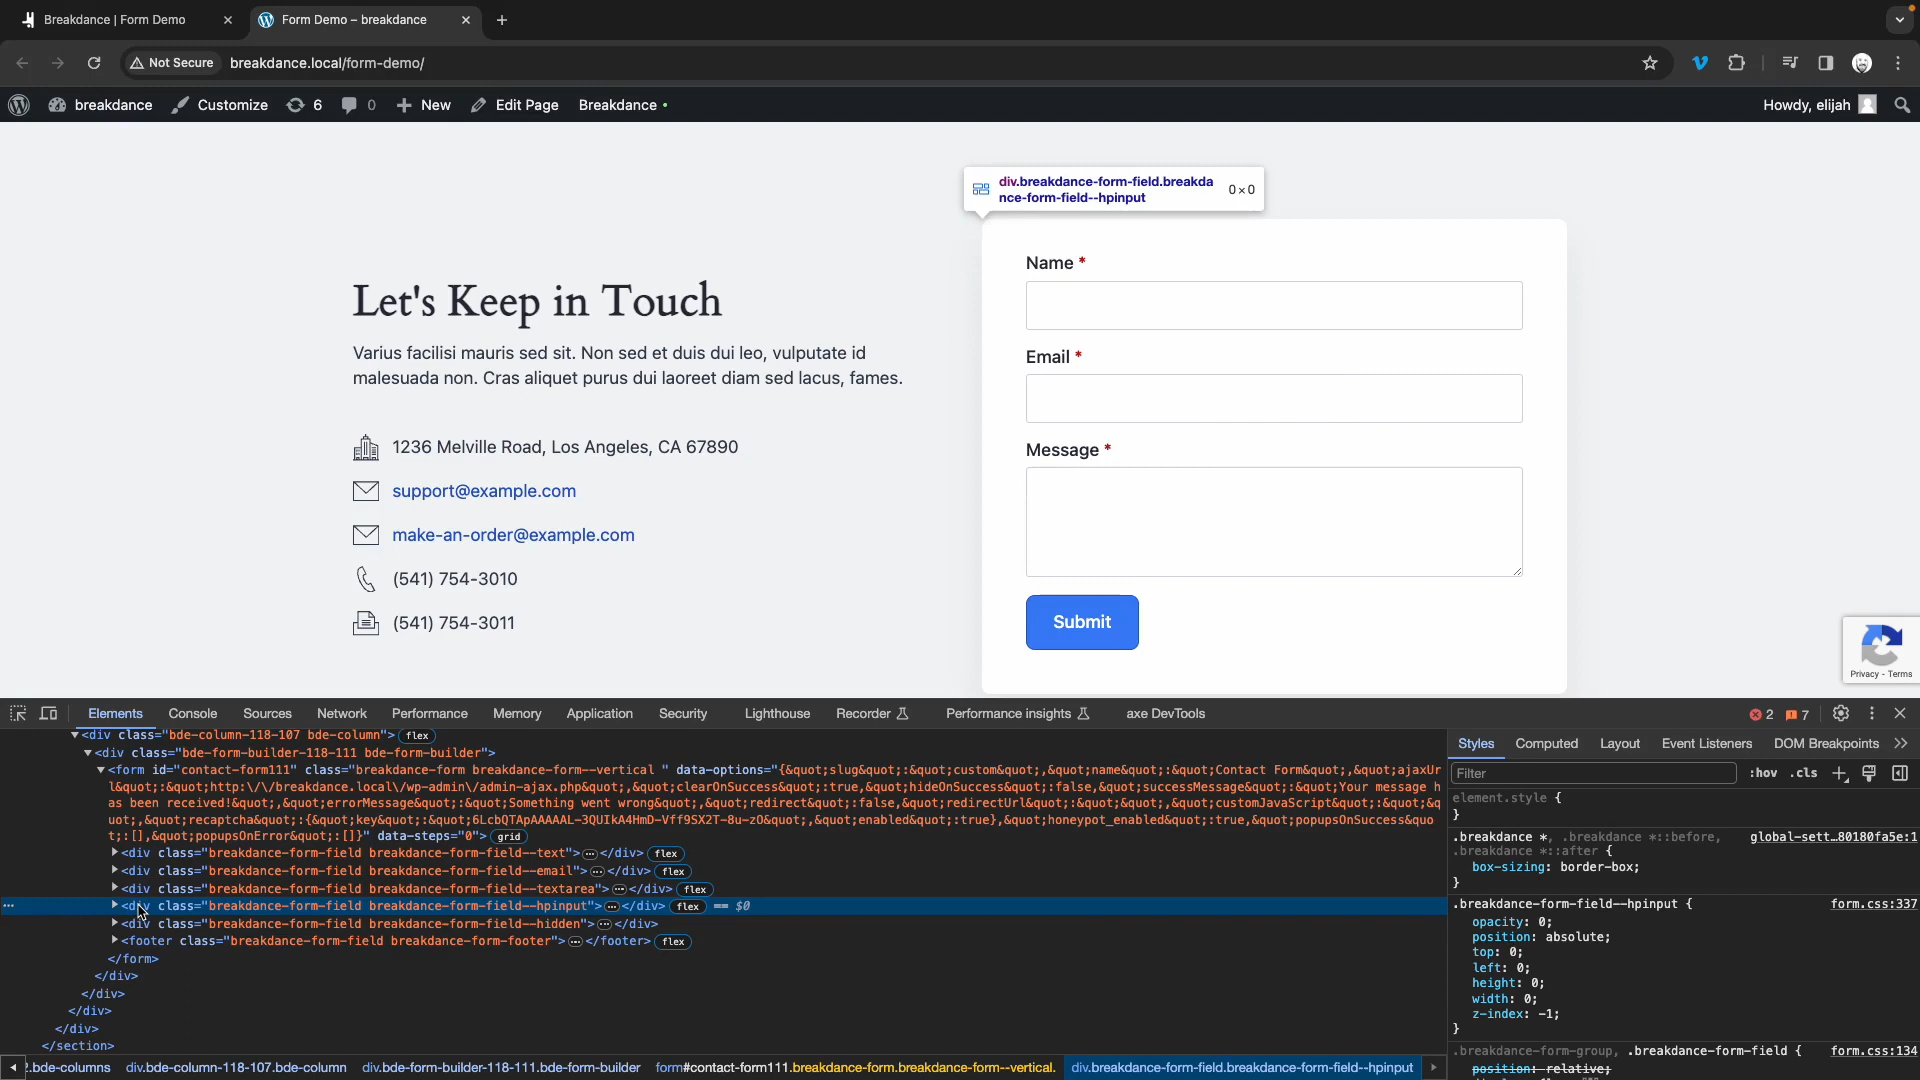 Breakdance | Form Demo
Form Demo – breakdance
Not Secure
breakdance.local/form-demo/
breakdance
Customize
6
0
New
Edit Page
Breakdance
Howdy, elijah
div.breakdance-form-field.breakda
nce-form-field--hpinput
0×0
Let's Keep in Touch
Varius facilisi mauris sed sit. Non sed et duis dui leo, vulputate id
malesuada non. Cras aliquet purus dui laoreet diam sed lacus, fames.
1236 Melville Road, Los Angeles, CA 67890
support@example.com
make-an-order@example.com
(541) 754-3010
(541) 754-3011
Name *
Email *
Message *
Submit
Privacy - Terms
Elements
Console
Sources
Network
Performance
Memory
Application
Security
Lighthouse
Recorder
Performance insights
axe DevTools
2
7
<div class="bde-column-118-107 bde-column"> flex
<div class="bde-form-builder-118-111 bde-form-builder">
<form id="contact-form111" class="breakdance-form breakdance-form--vertical " data-options="{&quot;slug&quot;:&quot;custom&quot;,&quot;name&quot;:&quot;Contact Form&quot;,&quot;ajaxUr
l&quot;:&quot;http:\/\/breakdance.local\/wp-admin\/admin-ajax.php&quot;,&quot;clearOnSuccess&quot;:true,&quot;hideOnSuccess&quot;:false,&quot;successMessage&quot;:&quot;Your message h
as been received!&quot;,&quot;errorMessage&quot;:&quot;Something went wrong&quot;,&quot;redirect&quot;:false,&quot;redirectUrl&quot;:&quot;&quot;,&quot;customJavaScript&quot;:&quot;&q
uot;,&quot;recaptcha&quot;:{&quot;key&quot;:&quot;6LcbQTApAAAAAL-3QUIkA4HmD-Vff9SX2T-8u-zO&quot;,&quot;enabled&quot;:true},&quot;honeypot_enabled&quot;:true,&quot;popupsOnSuccess&quo
t;:[],&quot;popupsOnError&quot;:[]}" data-steps="0"> grid
<div class="breakdance-form-field breakdance-form-field--text">…</div> flex
<div class="breakdance-form-field breakdance-form-field--email">…</div> flex
<div class="breakdance-form-field breakdance-form-field--textarea">…</div> flex
<div class="breakdance-form-field breakdance-form-field--hpinput">…</div> flex == $0
<div class="breakdance-form-field breakdance-form-field--hidden">…</div>
<footer class="breakdance-form-field breakdance-form-footer">…</footer> flex
</form>
</div>
</div>
</div>
</div>
</section>
.bde-columns
div.bde-column-118-107.bde-column
div.bde-form-builder-118-111.bde-form-builder
form#contact-form111.breakdance-form.breakdance-form--vertical.
div.breakdance-form-field.breakdance-form-field--hpinput
Styles
Computed
Layout
Event Listeners
DOM Breakpoints
Filter
:hov
.cls
element.style {
}
.breakdance *, .breakdance *::before,
global-sett…80180fa5e:1
.breakdance *::after {
box-sizing: border-box;
}
.breakdance-form-field--hpinput {
form.css:337
opacity: 0;
position: absolute;
top: 0;
left: 0;
height: 0;
width: 0;
z-index: -1;
}
.breakdance-form-group, .breakdance-form-field {
form.css:134
position: relative;